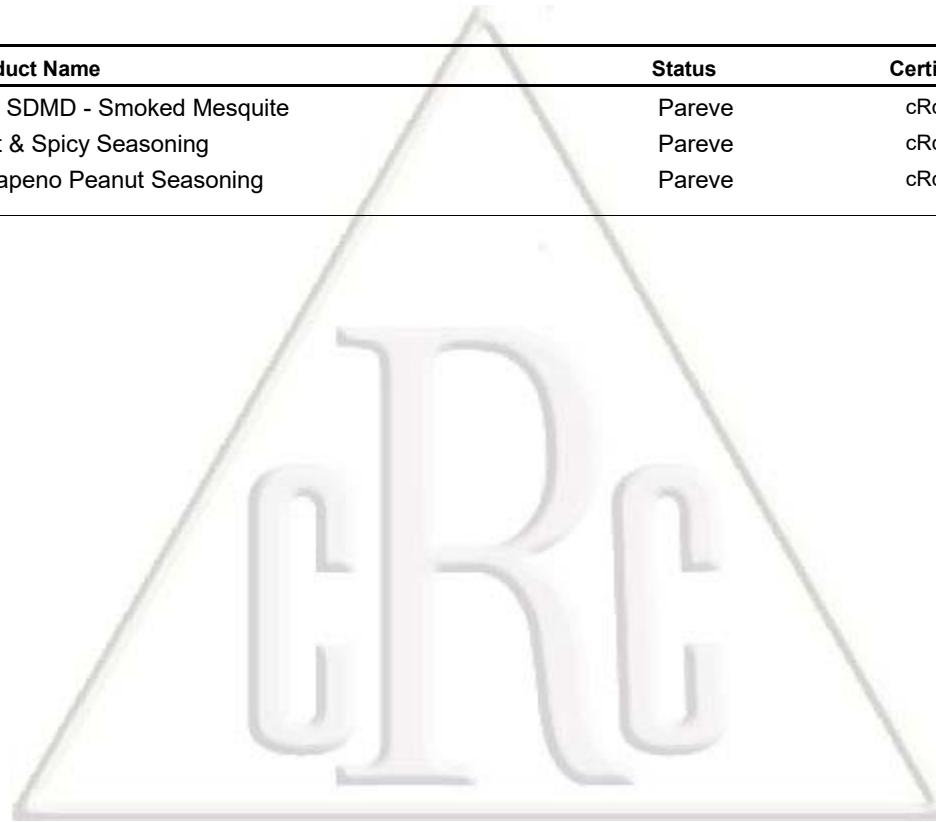 duct Name Status Certi
SDMD - Smoked Mesquite Pareve cRc
& Spicy Seasoning Pareve cRc
apeno Peanut Seasoning Pareve cRc
cRc